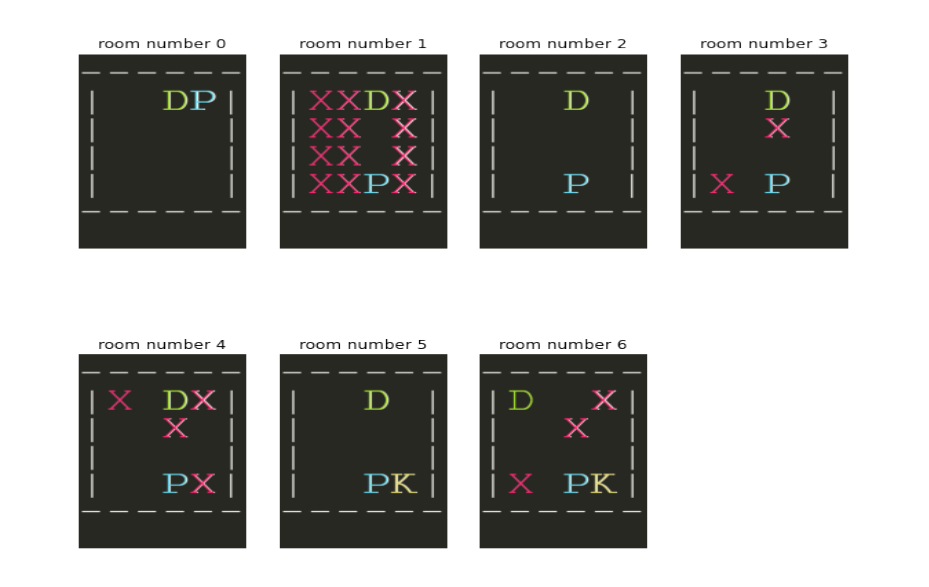 room number 0 room number 1 room number 2 room number 3
DP XXDX D D
XX X X
XX X
XXPX P X P
room number 4 room number 5 room number 6
X DX D D X
X X
PX PK X PK